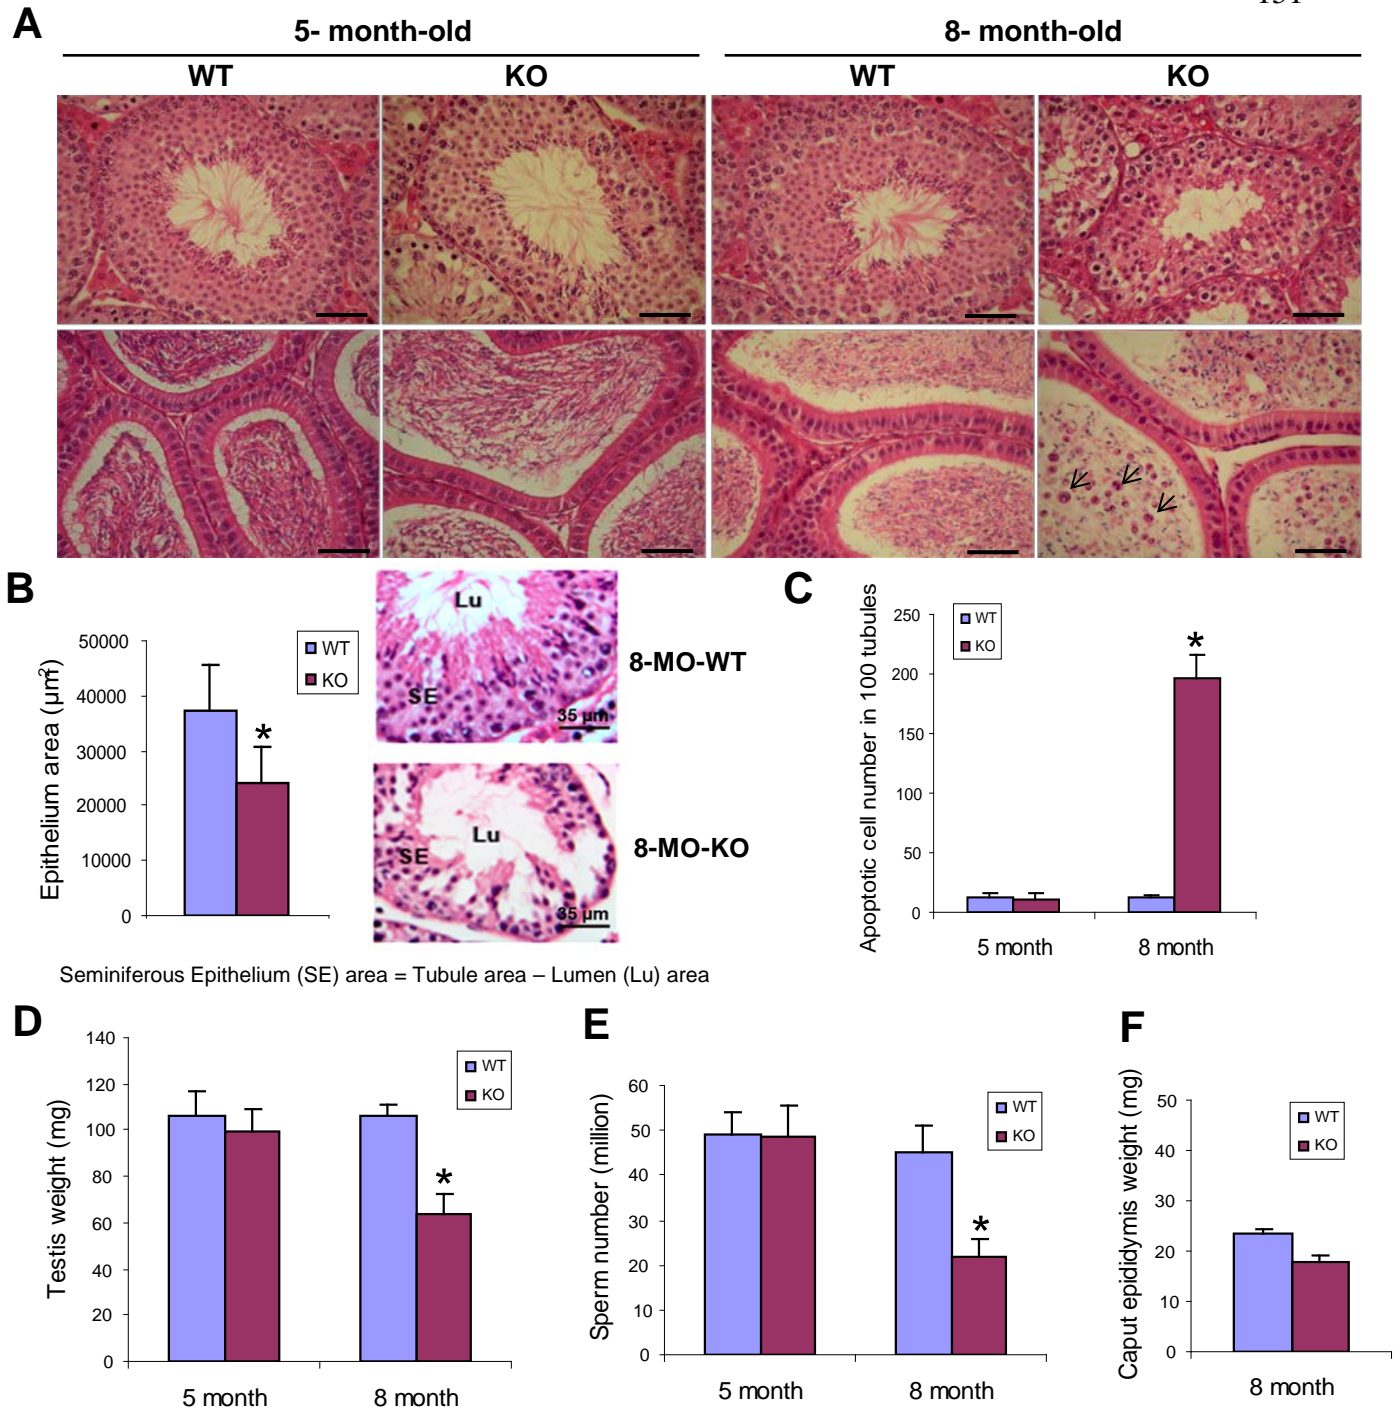 A
5- month-old
8- month-old
WT
KO
WT
KO
B
Epithelium area (µm²)
50000
40000
30000
20000
10000
0
WT
KO
*
Lu
SE
35 µm
8-MO-WT
Lu
SE
35 µm
8-MO-KO
Seminiferous Epithelium (SE) area = Tubule area – Lumen (Lu) area
C
Apoptotic cell number in 100 tubules
250
200
150
100
50
0
WT
KO
*
5 month
8 month
D
Testis weight (mg)
140
120
100
80
60
40
20
0
WT
KO
*
5 month
8 month
E
Sperm number (million)
60
50
40
30
20
10
0
WT
KO
*
5 month
8 month
F
Caput epididymis weight (mg)
50
40
30
20
10
0
WT
KO
8 month